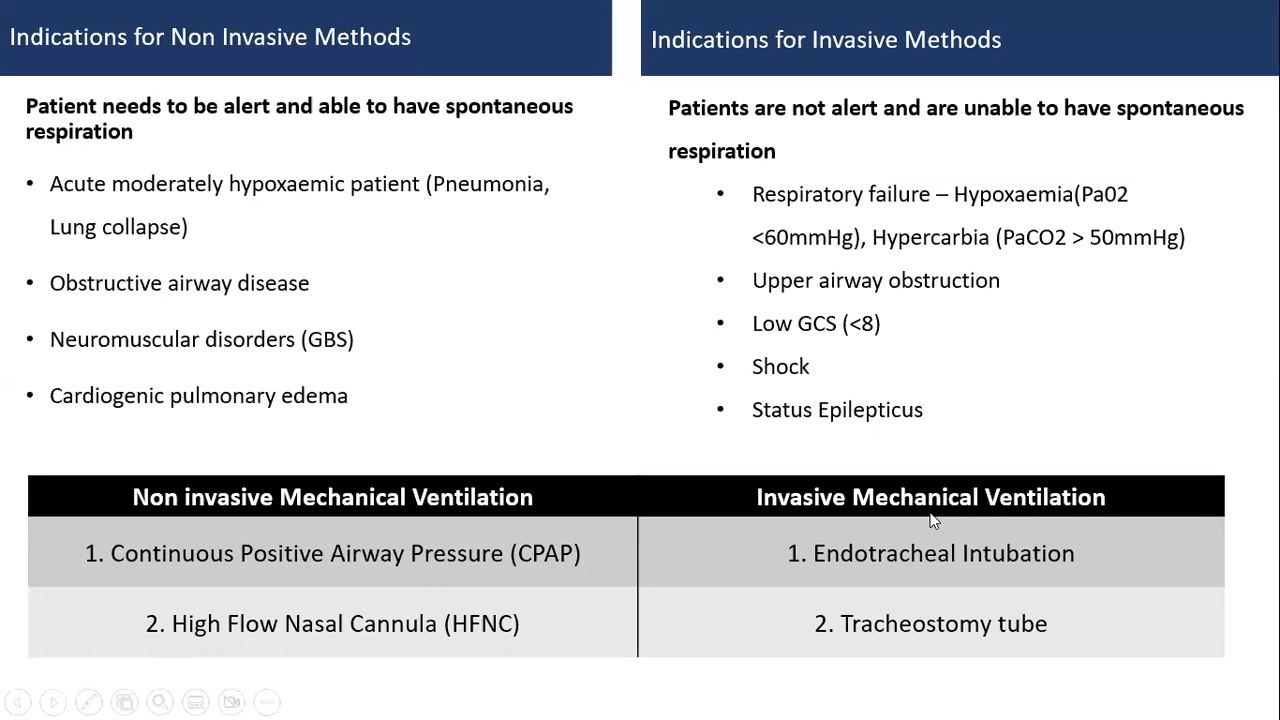 Indications for Non Invasive Methods
Patient needs to be alert and able to have spontaneous
respiration
• Acute moderately hypoxaemic patient (Pneumonia,
Lung collapse)
• Obstructive airway disease
• Neuromuscular disorders (GBS)
• Cardiogenic pulmonary edema
Indications for Invasive Methods
Patients are not alert and are unable to have spontaneous
respiration
• Respiratory failure – Hypoxaemia(Pa02
<60mmHg), Hypercarbia (PaCO2 > 50mmHg)
• Upper airway obstruction
• Low GCS (<8)
• Shock
• Status Epilepticus
Non invasive Mechanical Ventilation
Invasive Mechanical Ventilation
1. Continuous Positive Airway Pressure (CPAP)
1. Endotracheal Intubation
2. High Flow Nasal Cannula (HFNC)
2. Tracheostomy tube